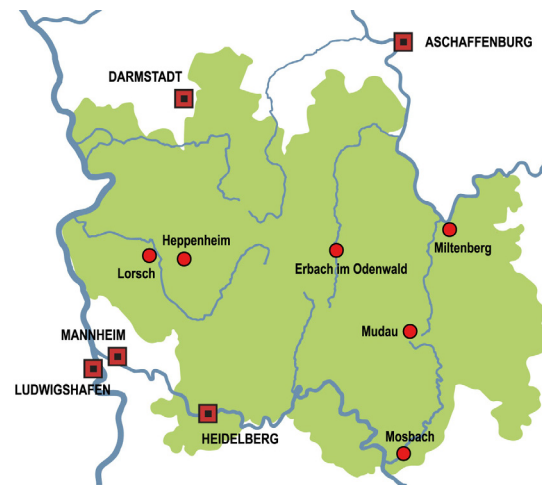 ASCHAFFENBURG
DARMSTADT
Heppenheim
Miltenberg
Lorsch
Erbach im Odenwald
Mudau
MANNHEIM
LUDWIGSHAFEN
HEIDELBERG
Mosbach